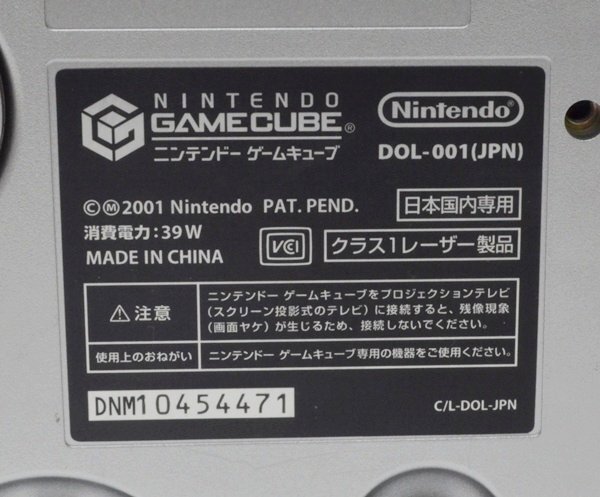 NINTENDO
GAMECUBE®
ニンテンドー ゲームキューブ
Nintendo®
DOL-001(JPN)
©Ⓜ2001 Nintendo PAT. PEND.
日本国内専用
消費電力:39W
VCI
クラス1レーザー製品
MADE IN CHINA
⚠注意
ニンテンドー ゲームキューブをプロジェクションテレビ
(スクリーン投影式のテレビ)に接続すると、残像現象
(画面ヤケ)が生じるため、接続しないでください。
使用上のおねがい
ニンテンドー ゲームキューブ専用の機器をご使用ください。
DNM10454471
C/L-DOL-JPN